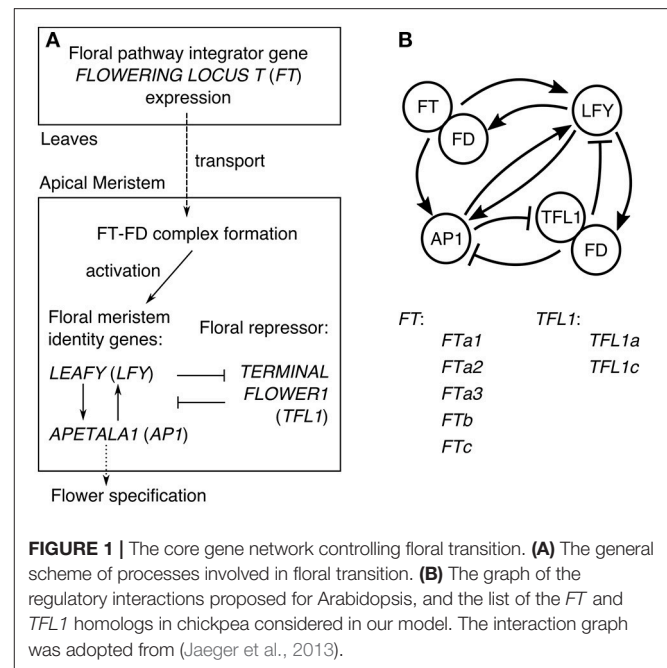 A
Floral pathway integrator gene
FLOWERING LOCUS T (FT)
expression
Leaves
transport
Apical Meristem
FT-FD complex formation
activation
Floral meristem
identity genes:
Floral repressor:
LEAFY (LFY)
TERMINAL
FLOWER1
(TFL1)
APETALA1 (AP1)
Flower specification
B
FT
FD
LFY
AP1
TFL1
FD
FT:
FTa1
FTa2
FTa3
FTb
FTc
TFL1:
TFL1a
TFL1c
FIGURE 1 | The core gene network controlling floral transition. (A) The general
scheme of processes involved in floral transition. (B) The graph of the
regulatory interactions proposed for Arabidopsis, and the list of the FT and
TFL1 homologs in chickpea considered in our model. The interaction graph
was adopted from (Jaeger et al., 2013).